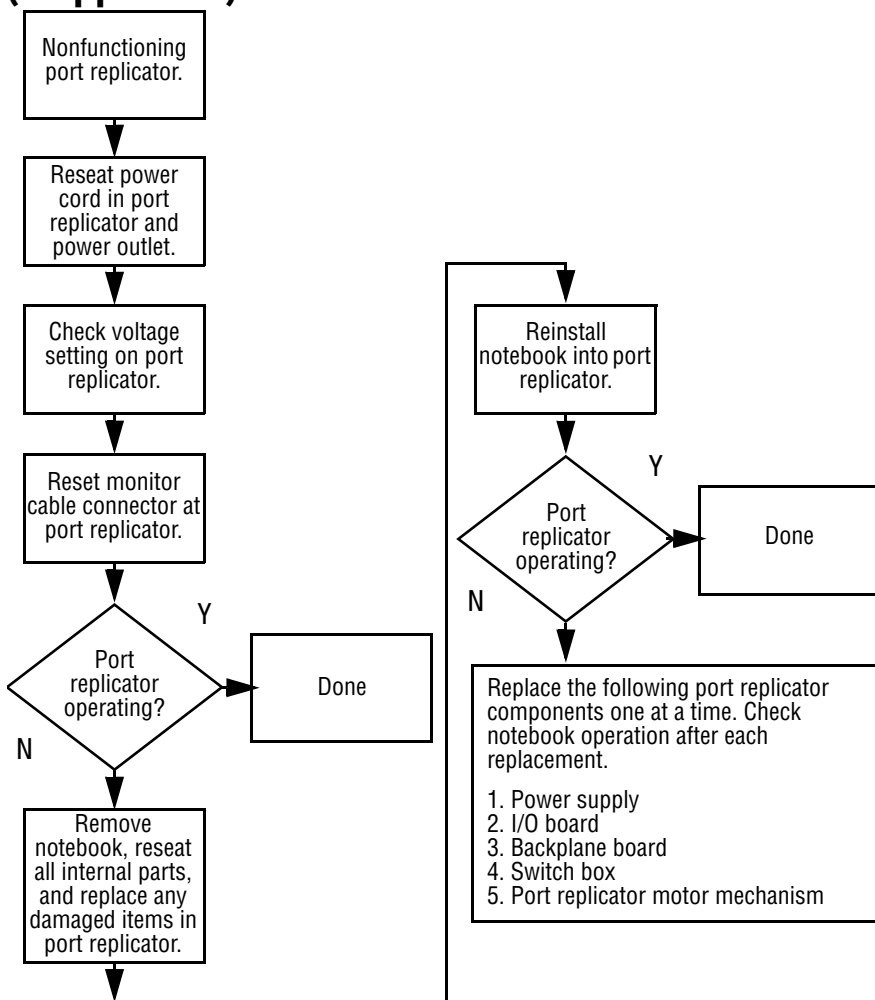 Nonfunctioning
port replicator.
Reseat power
cord in port
replicator and
power outlet.
Check voltage
setting on port
replicator.
Reset monitor
cable connector at
port replicator.
Y
Port
replicator
operating?
Done
N
Remove
notebook, reseat
all internal parts,
and replace any
damaged items in
port replicator.
Reinstall
notebook into port
replicator.
Y
Port
replicator
operating?
Done
N
Replace the following port replicator
components one at a time. Check
notebook operation after each
replacement.
1. Power supply
2. I/O board
3. Backplane board
4. Switch box
5. Port replicator motor mechanism